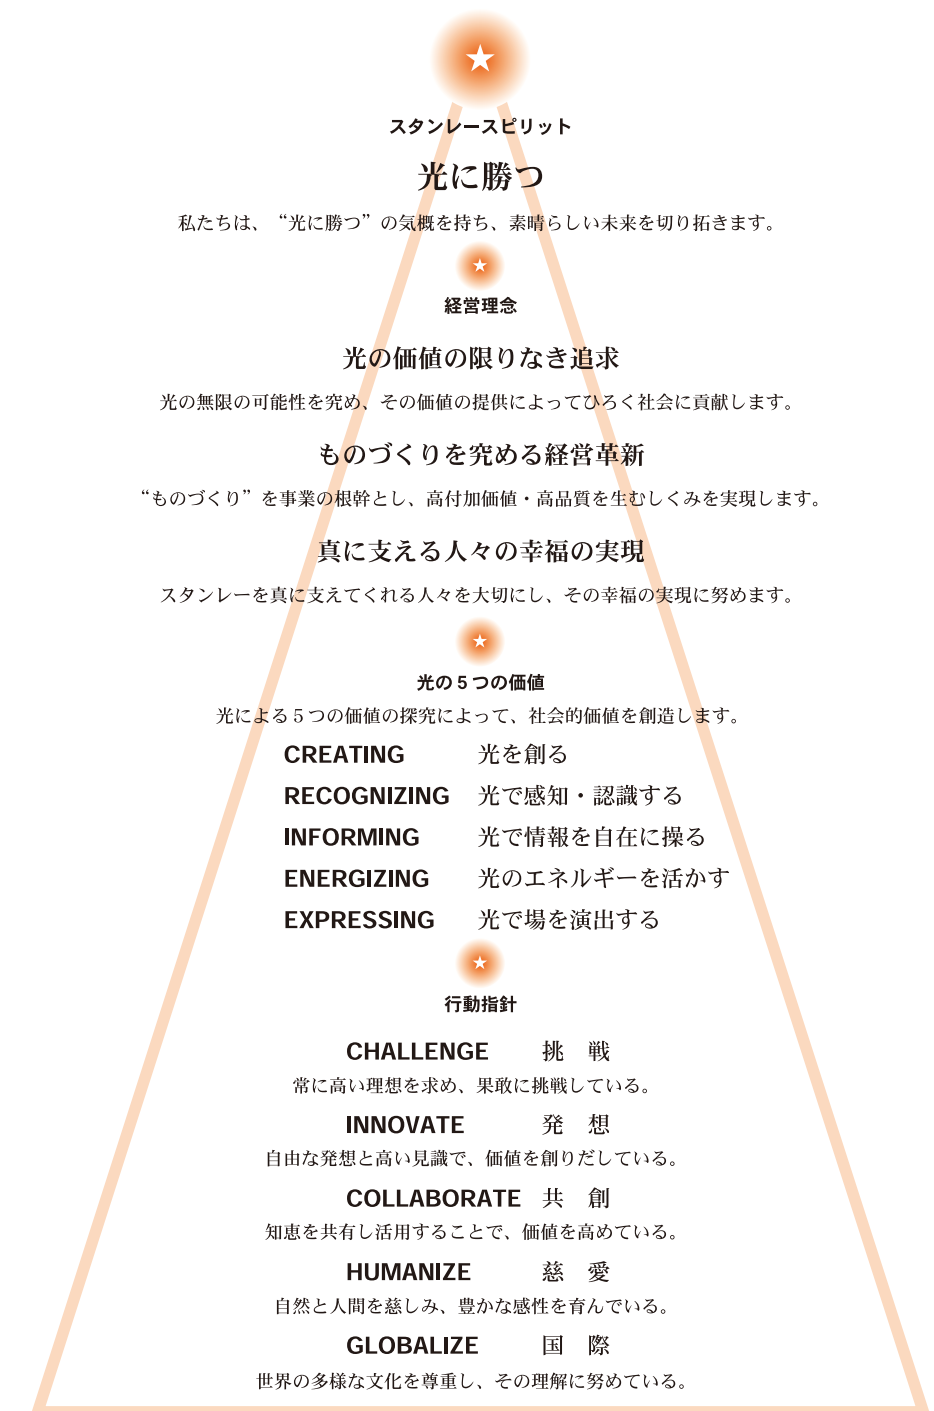 スタンレースピリット
光に勝つ
私たちは、“光に勝つ”の気概を持ち、素晴らしい未来を切り拓きます。
経営理念
光の価値の限りなき追求
光の無限の可能性を究め、その価値の提供によってひろく社会に貢献します。
ものづくりを究める経営革新
“ものづくり”を事業の根幹とし、高付加価値・高品質を生むしくみを実現します。
真に支える人々の幸福の実現
スタンレーを真に支えてくれる人々を大切にし、その幸福の実現に努めます。
光の5つの価値
光による5つの価値の探究によって、社会的価値を創造します。
CREATING 光を創る
RECOGNIZING 光で感知・認識する
INFORMING 光で情報を自在に操る
ENERGIZING 光のエネルギーを活かす
EXPRESSING 光で場を演出する
行動指針
CHALLENGE 挑　戦
常に高い理想を求め、果敢に挑戦している。
INNOVATE 発　想
自由な発想と高い見識で、価値を創りだしている。
COLLABORATE 共　創
知恵を共有し活用することで、価値を高めている。
HUMANIZE 慈　愛
自然と人間を慈しみ、豊かな感性を育んでいる。
GLOBALIZE 国　際
世界の多様な文化を尊重し、その理解に努めている。